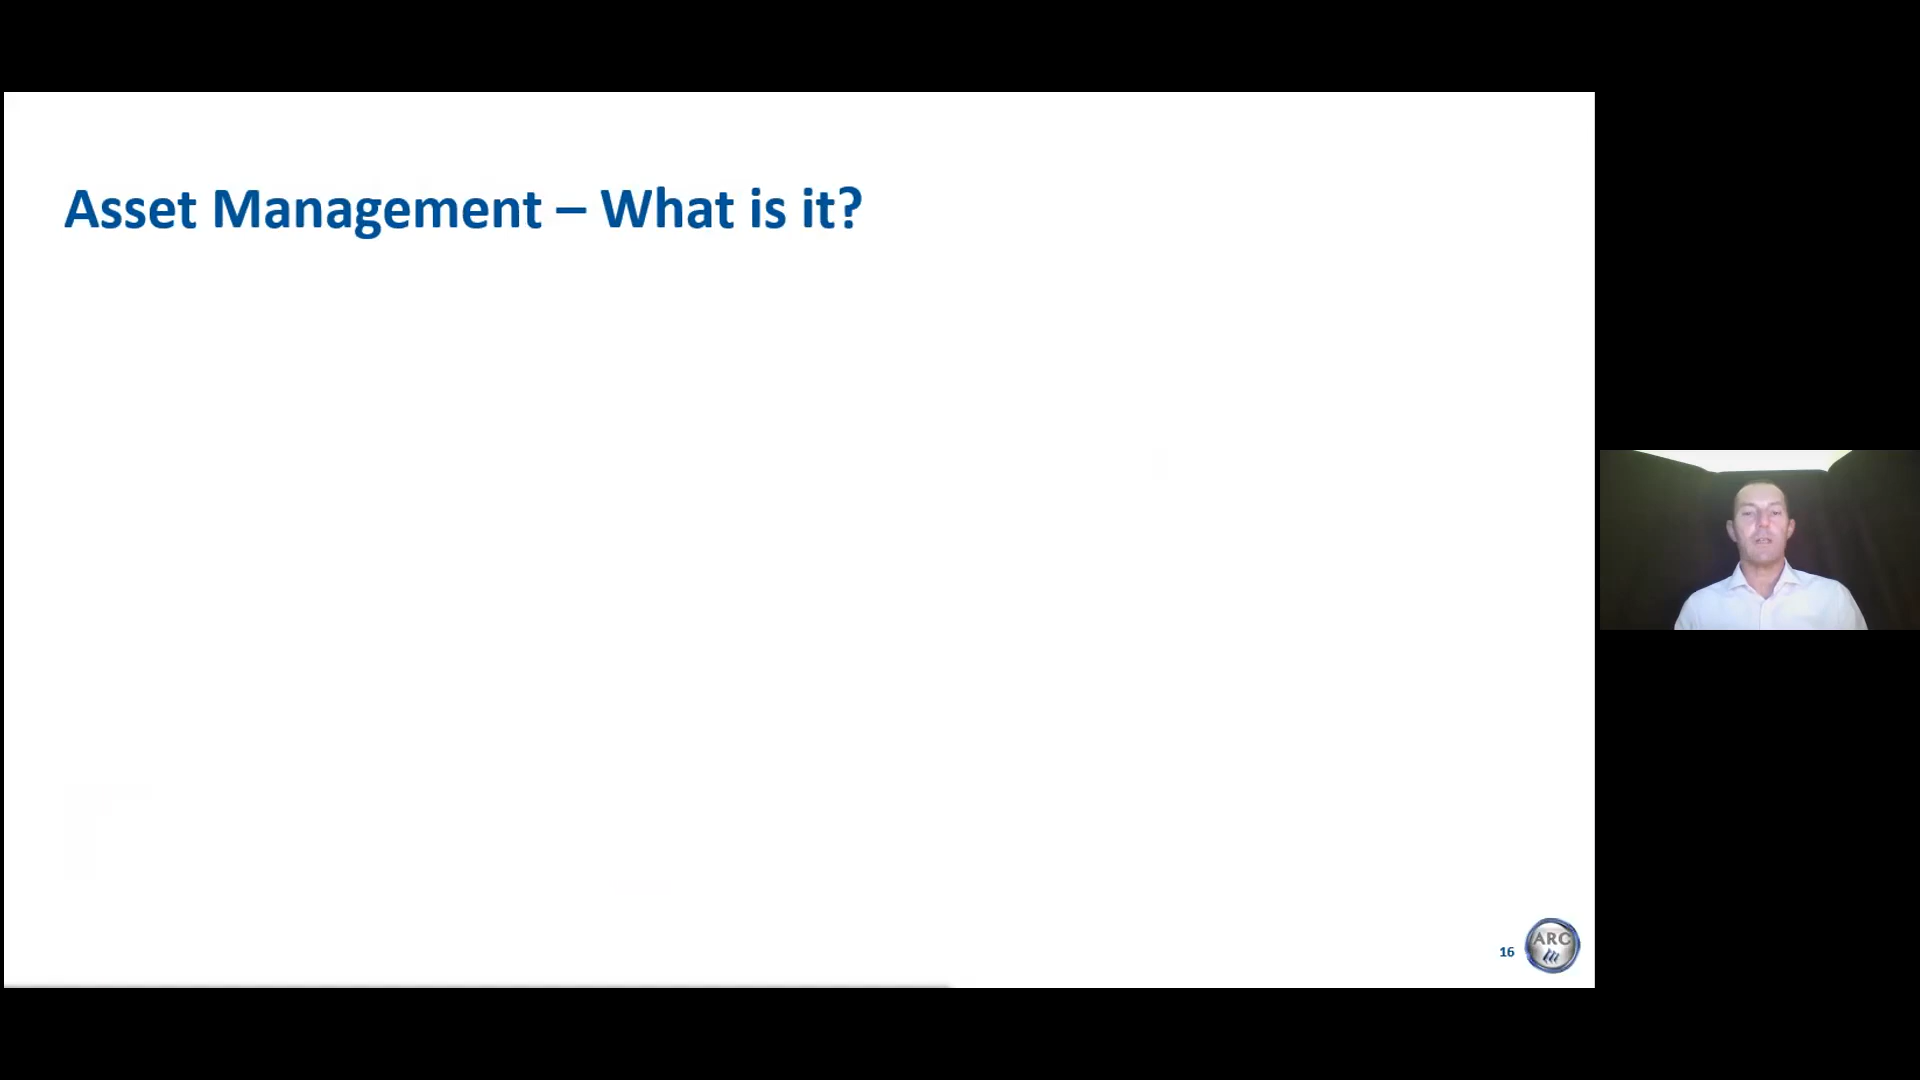 Asset Management – What is it?
16
ARC